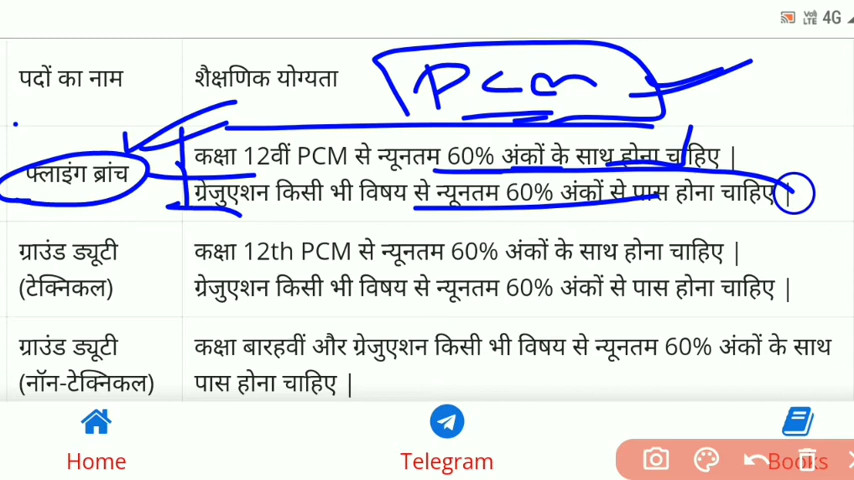 Vo) LTE 4G
पदों का नाम
शैक्षणिक योग्यता
PCM
फ्लाइंग ब्रांच
कक्षा 12वीं PCM से न्यूनतम 60% अंकों के साथ होना चाहिए |
ग्रेजुएशन किसी भी विषय से न्यूनतम 60% अंकों से पास होना चाहिए |
ग्राउंड ड्यूटी
(टेक्निकल)
कक्षा 12th PCM से न्यूनतम 60% अंकों के साथ होना चाहिए |
ग्रेजुएशन किसी भी विषय से न्यूनतम 60% अंकों से पास होना चाहिए |
ग्राउंड ड्यूटी
(नॉन-टेक्निकल)
कक्षा बारहवीं और ग्रेजुएशन किसी भी विषय से न्यूनतम 60% अंकों के साथ
पास होना चाहिए |
Home
Telegram
Books